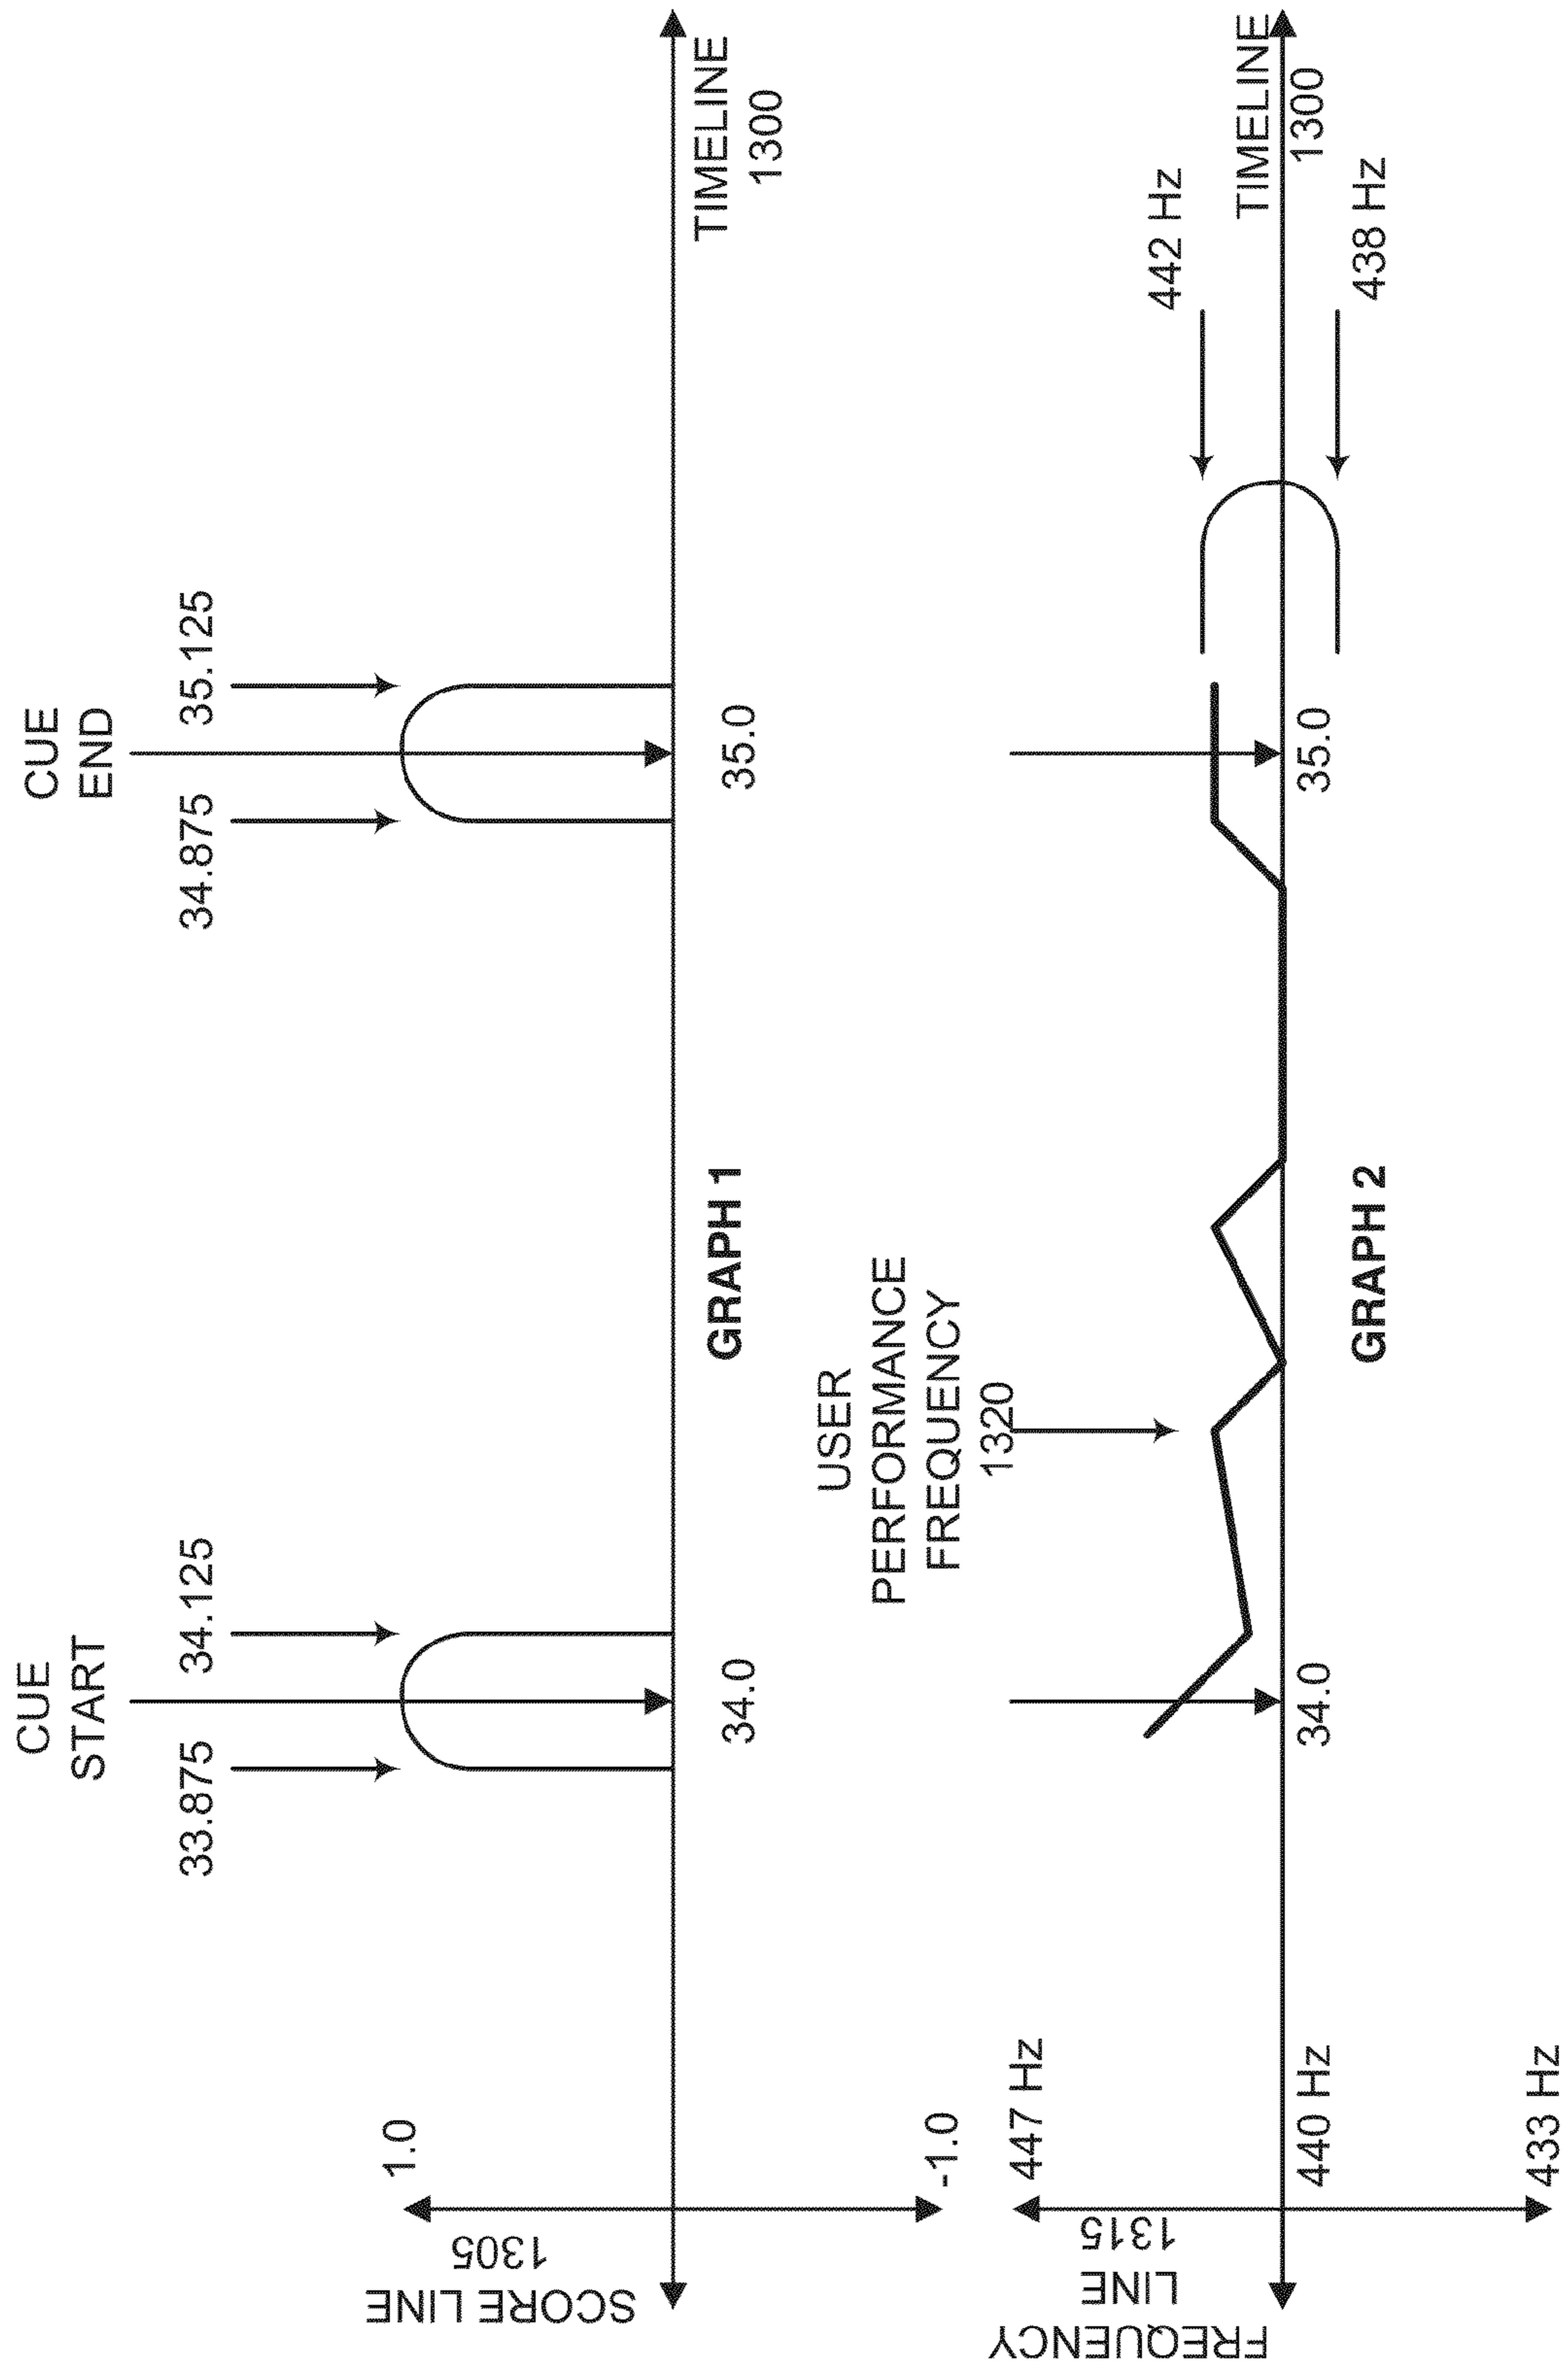 CUE
START
CUE
END
33.875
34.125
34.875
35.125
1.0
SCORE LINE
1305
34.0
35.0
TIMELINE
1300
-1.0
GRAPH 1
USER
PERFORMANCE
FREQUENCY
1320
447 Hz
442 Hz
FREQUENCY
LINE
1315
440 Hz
34.0
35.0
TIMELINE
1300
438 Hz
433 Hz
GRAPH 2